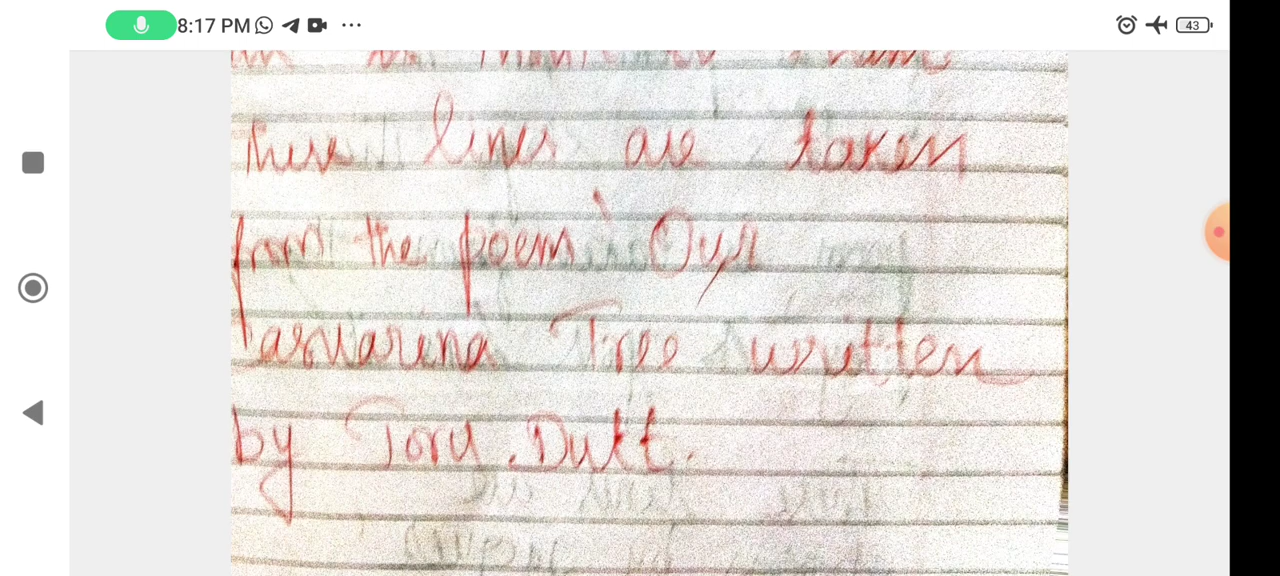 8:17 PM ... 43
These lines are taken
from the poem 'Our
Casuarina Tree written
by Toru Dutt.